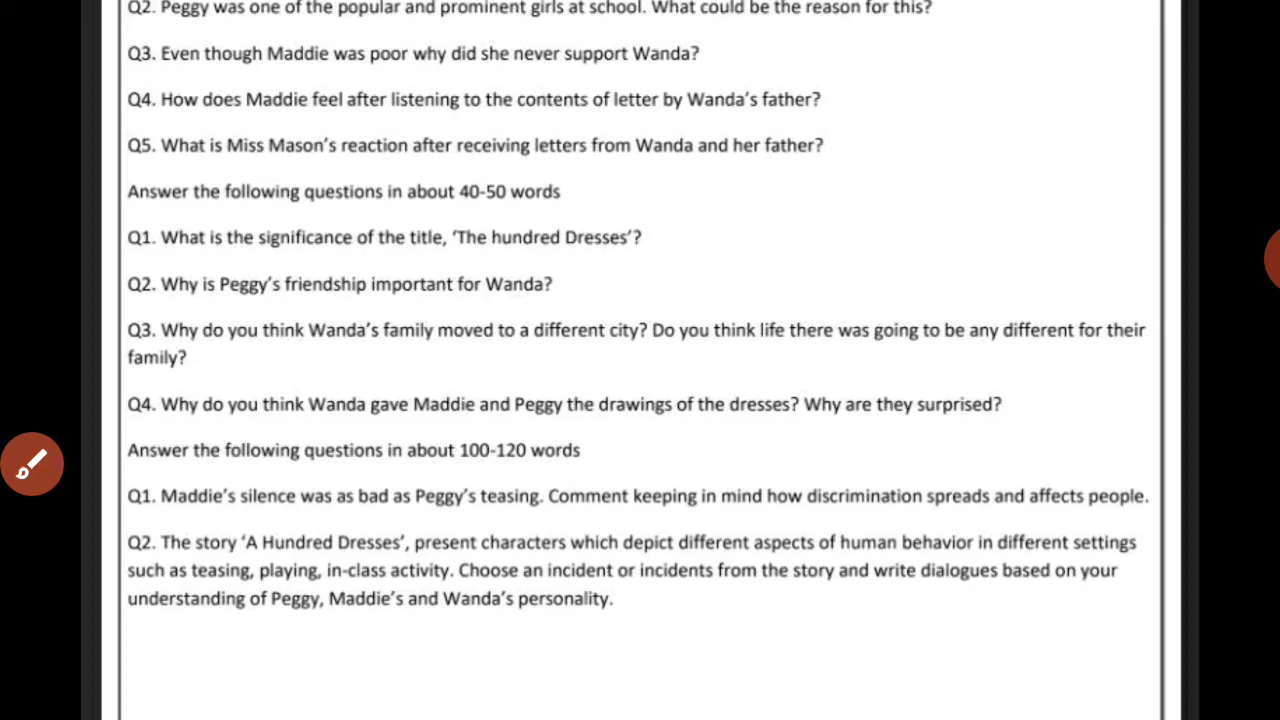 Q2. Peggy was one of the popular and prominent girls at school. What could be the reason for this?
Q3. Even though Maddie was poor why did she never support Wanda?
Q4. How does Maddie feel after listening to the contents of letter by Wanda’s father?
Q5. What is Miss Mason’s reaction after receiving letters from Wanda and her father?
Answer the following questions in about 40-50 words
Q1. What is the significance of the title, ‘The hundred Dresses’?
Q2. Why is Peggy’s friendship important for Wanda?
Q3. Why do you think Wanda’s family moved to a different city? Do you think life there was going to be any different for their
family?
Q4. Why do you think Wanda gave Maddie and Peggy the drawings of the dresses? Why are they surprised?
Answer the following questions in about 100-120 words
Q1. Maddie’s silence was as bad as Peggy’s teasing. Comment keeping in mind how discrimination spreads and affects people.
Q2. The story ‘A Hundred Dresses’, present characters which depict different aspects of human behavior in different settings
such as teasing, playing, in-class activity. Choose an incident or incidents from the story and write dialogues based on your
understanding of Peggy, Maddie’s and Wanda’s personality.